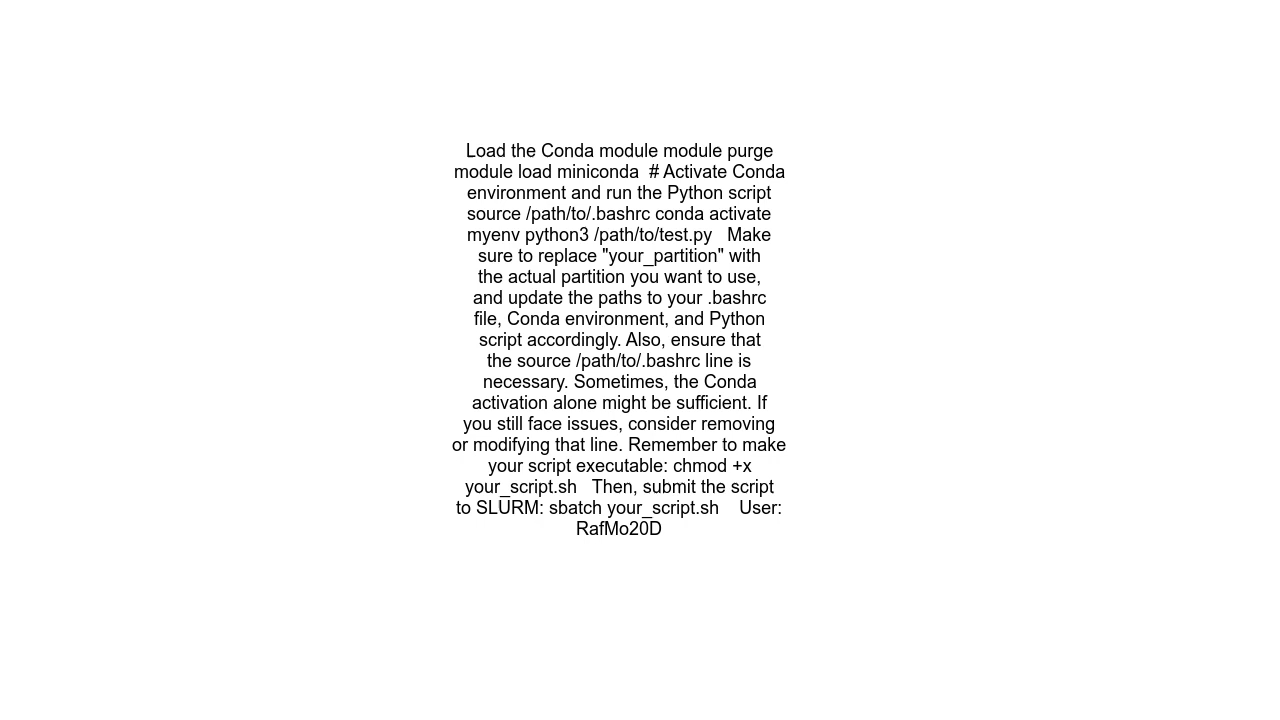 Load the Conda module module purge
module load miniconda  # Activate Conda
environment and run the Python script
source /path/to/.bashrc conda activate
myenv python3 /path/to/test.py   Make
sure to replace "your_partition" with
the actual partition you want to use,
and update the paths to your .bashrc
file, Conda environment, and Python
script accordingly. Also, ensure that
the source /path/to/.bashrc line is
necessary. Sometimes, the Conda
activation alone might be sufficient. If
you still face issues, consider removing
or modifying that line. Remember to make
your script executable: chmod +x
your_script.sh   Then, submit the script
to SLURM: sbatch your_script.sh    User:
RafMo20D